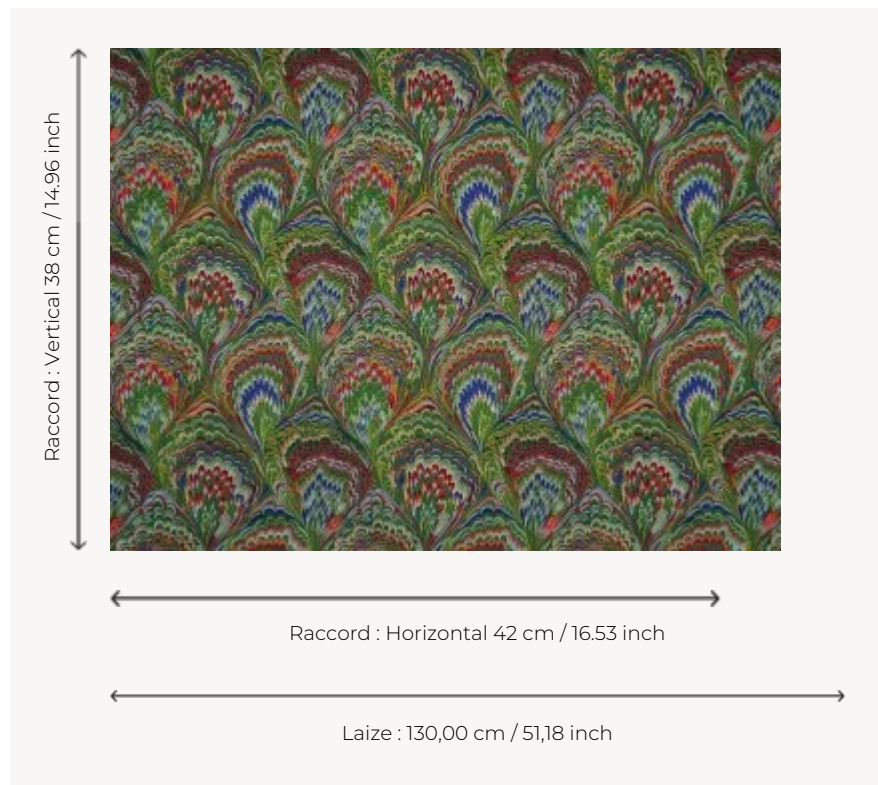 Raccord : Vertical 38 cm / 14.96 inch
Raccord : Horizontal 42 cm / 16.53 inch
Laize : 130,00 cm / 51,18 inch